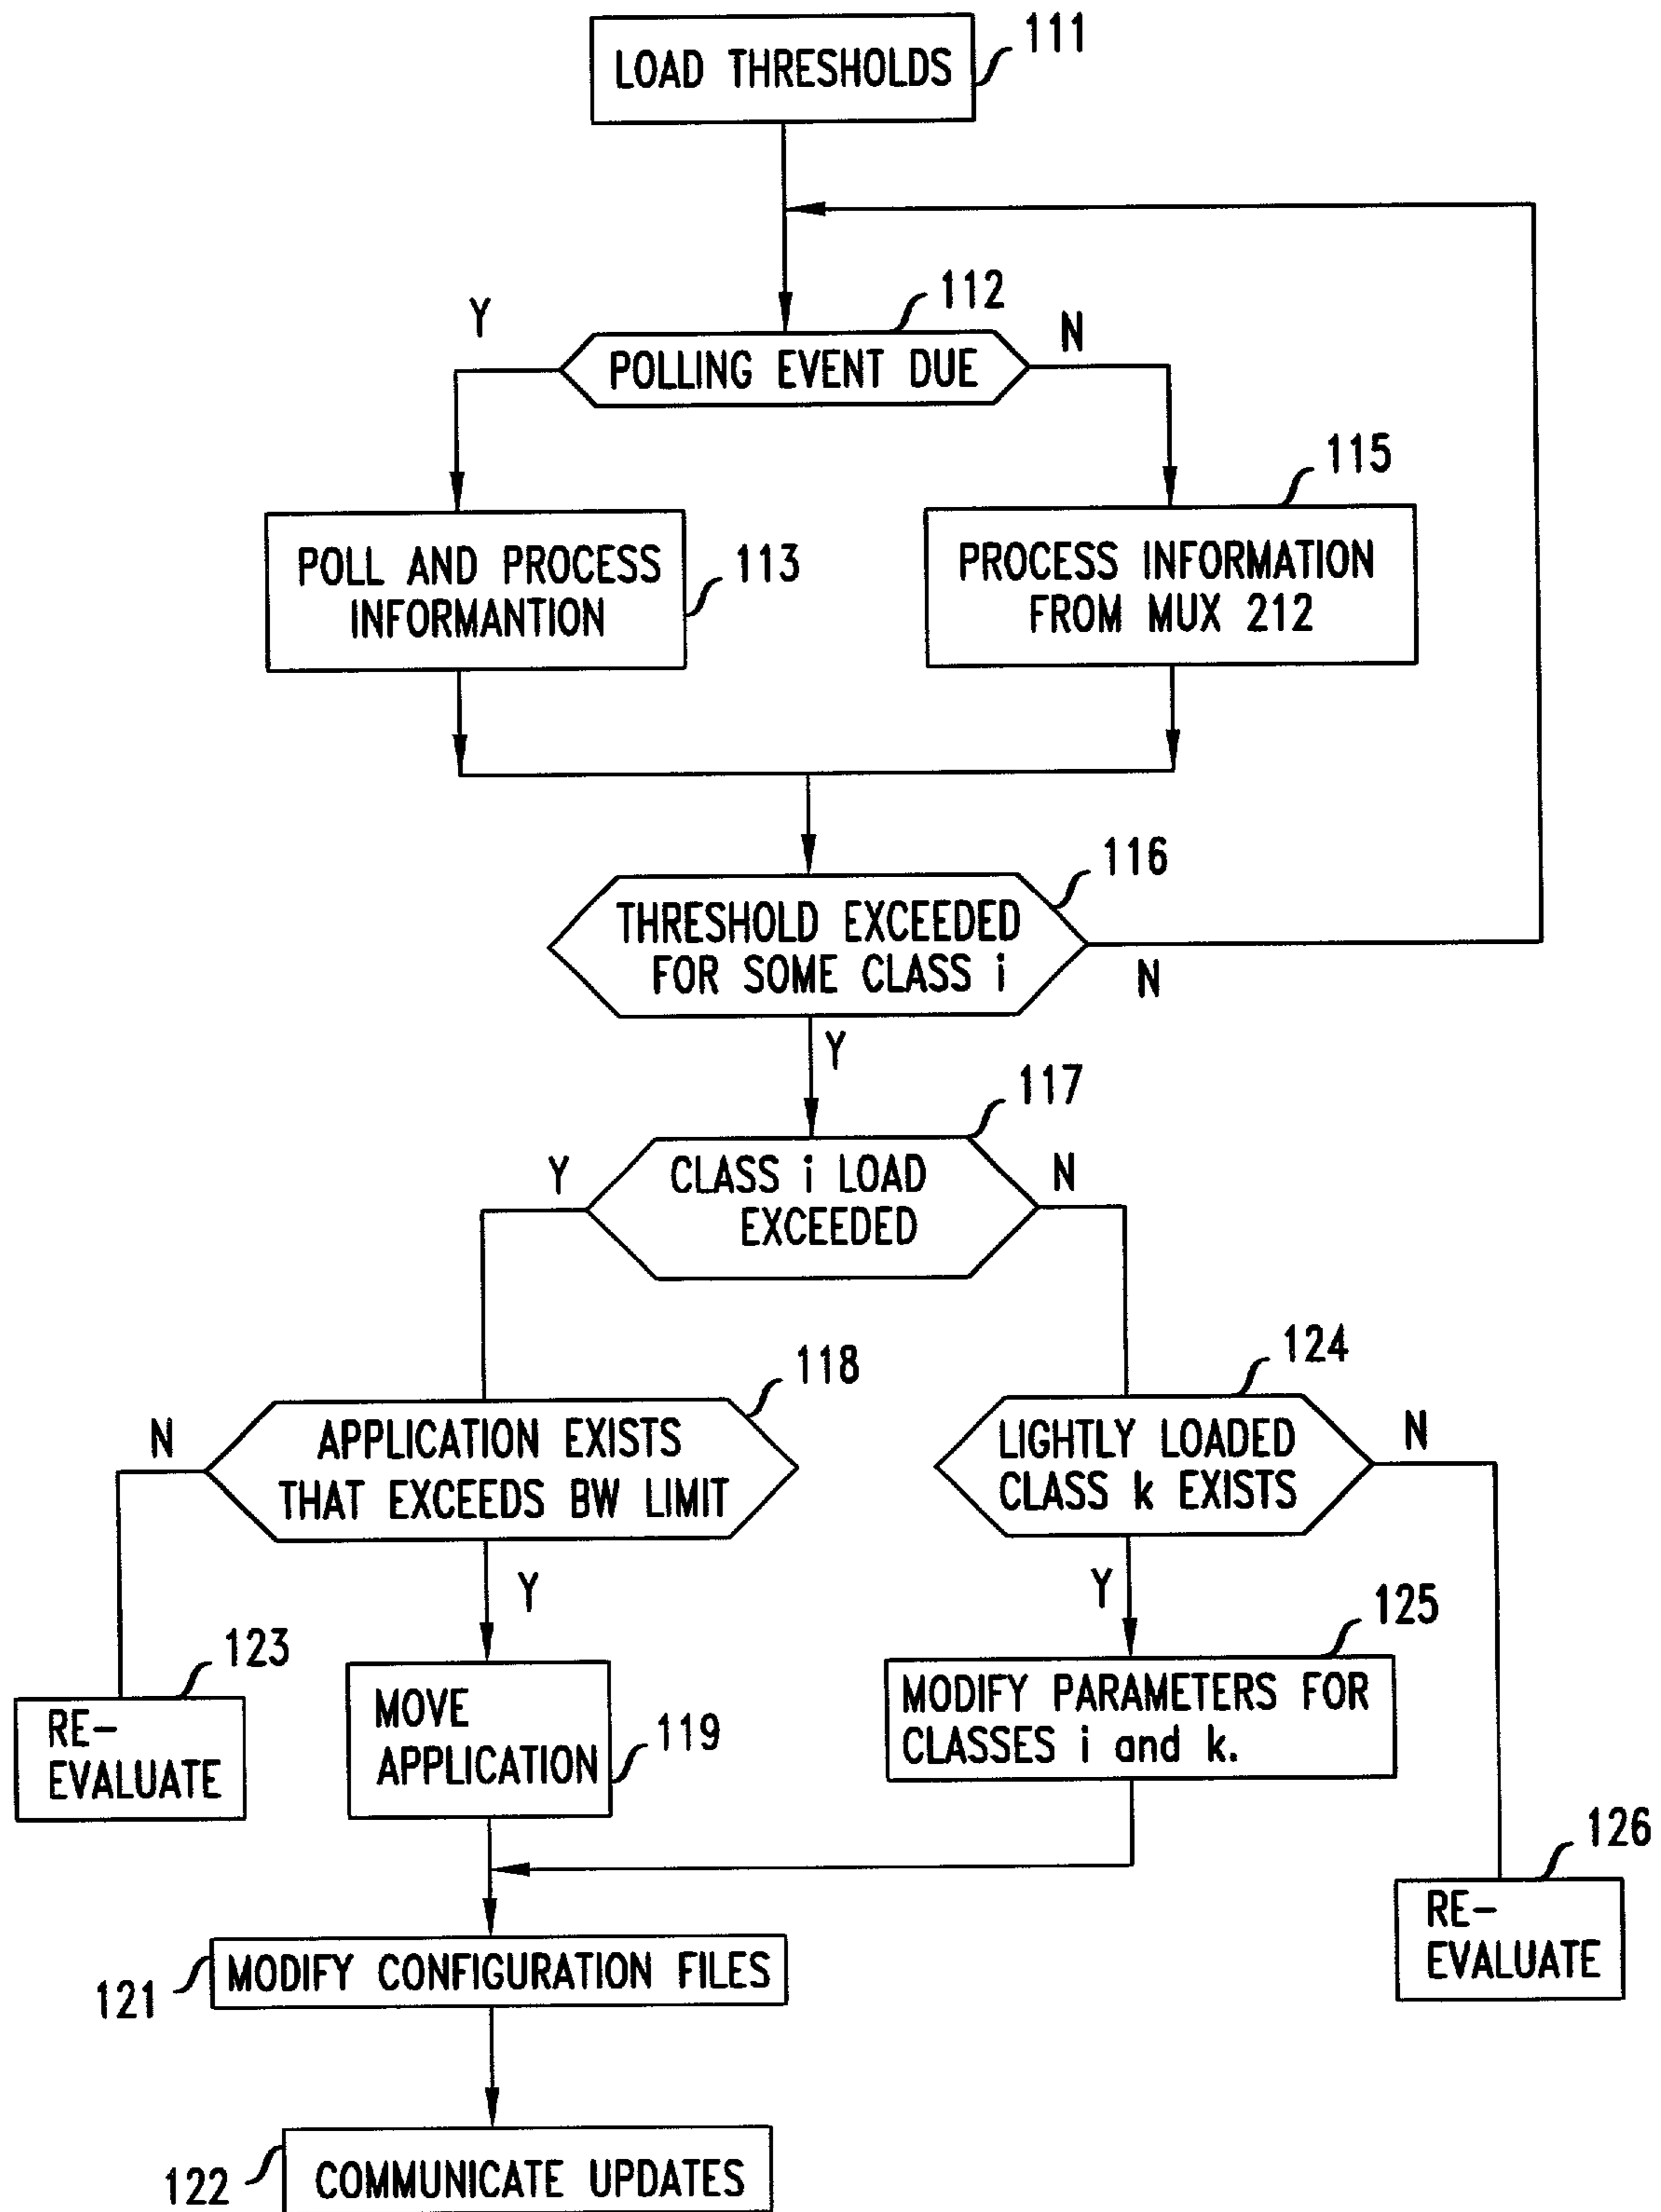 LOAD THRESHOLDS
111
112
Y
N
POLLING EVENT DUE
115
POLL AND PROCESS
INFORMANTION
113
PROCESS INFORMATION
FROM MUX 212
116
THRESHOLD EXCEEDED
FOR SOME CLASS i
N
Y
117
Y
CLASS i LOAD
EXCEEDED
N
118
124
N
APPLICATION EXISTS
THAT EXCEEDS BW LIMIT
LIGHTLY LOADED
CLASS k EXISTS
N
Y
Y
123
125
RE-
EVALUATE
MOVE
APPLICATION
119
MODIFY PARAMETERS FOR
CLASSES i and k.
126
RE-
EVALUATE
121
MODIFY CONFIGURATION FILES
122
COMMUNICATE UPDATES